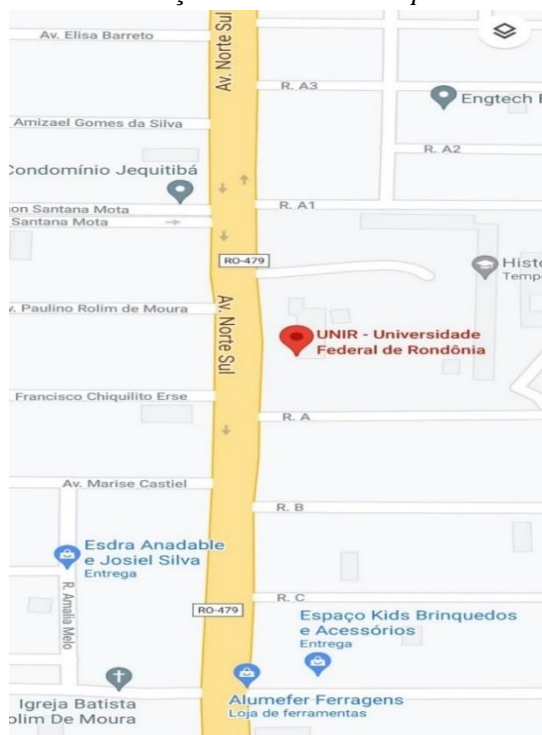 Av. Elisa Barreto
Av. Norte Sul
R. A3
Engtech
Amizael Gomes da Silva
R. A2
Condomínio Jequitibá
Santana Mota
R. A1
Santana Mota
RO-479
Tempo
Paulino Rolim de Moura
Av. Norte Sul
UNIR - Universidade
Federal de Rondônia
Francisco Chiquilito Erse
R. A
Av. Marise Castiel
R. B
Esdra Anadable
e Josiel Silva
Entrega
R. Amalia Melo
R. C
RO-479
Espaço Kids Brinquedos
e Acessórios
Entrega
Igreja Batista
Rolim De Moura
Alumefer Ferragens
Loja de ferramentas